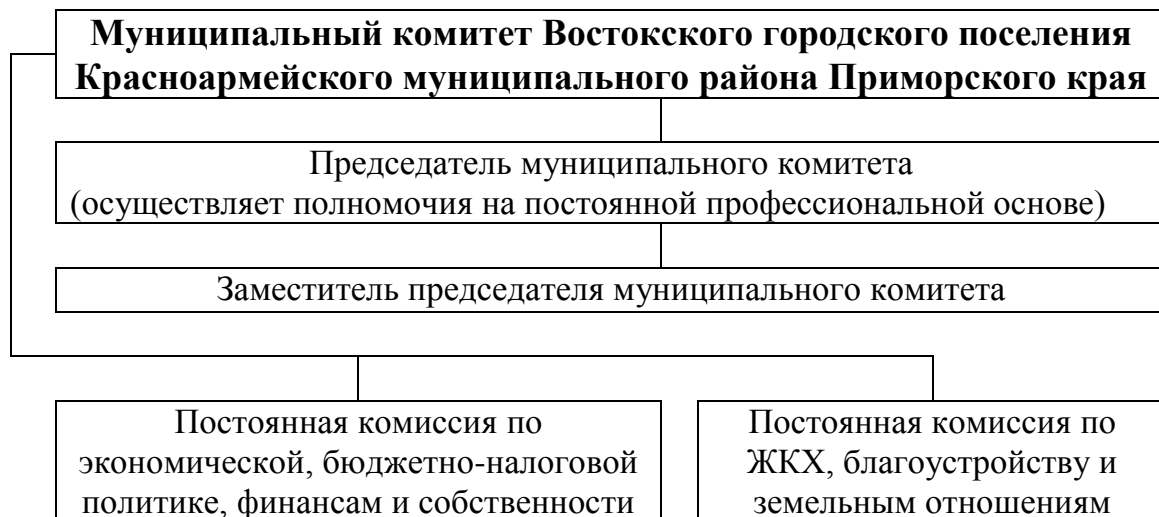 Муниципальный комитет Востокского городского поселения
Красноармейского муниципального района Приморского края
Председатель муниципального комитета
(осуществляет полномочия на постоянной профессиональной основе)
Заместитель председателя муниципального комитета
Постоянная комиссия по
экономической, бюджетно-налоговой
политике, финансам и собственности
Постоянная комиссия по
ЖКХ, благоустройству и
земельным отношениям